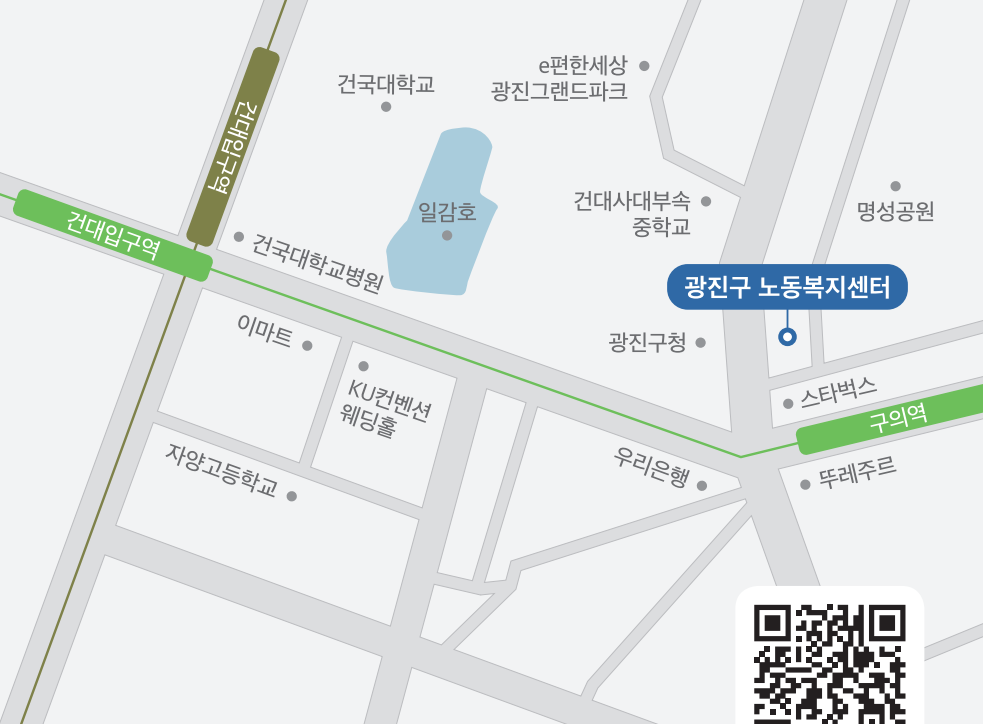 e편한세상
광진그랜드파크
건국대학교
건대입구역
건대사대부속
중학교
명성공원
일감호
건대입구역
건국대학교병원
광진구 노동복지센터
이마트
광진구청
KU컨벤션
웨딩홀
스타벅스
구의역
자양고등학교
우리은행
뚜레주르